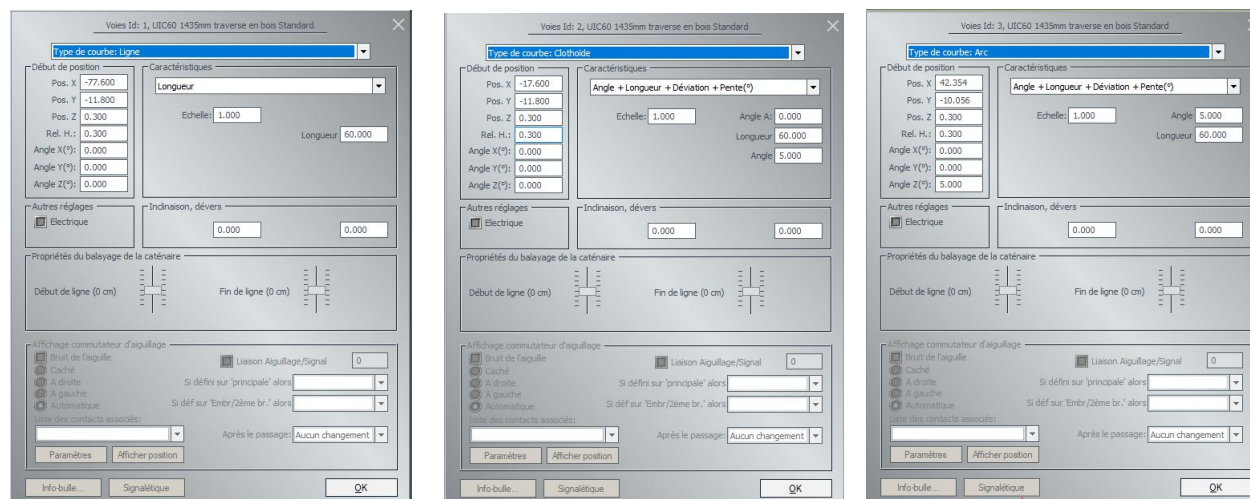 Voies Id: 1, UIC60 1435mm traverse en bois Standard
Type de courbe: Ligne
Début de position
Pos. X -77.600
Pos. Y -11.800
Pos. Z 0.300
Rel. H.: 0.300
Angle X(°): 0.000
Angle Y(°): 0.000
Angle Z(°): 0.000
Caractéristiques
Longueur
Echelle: 1.000
Longueur 60.000
Autres réglages
Electrique
Indinaison, dévers
0.000 0.000
Propriétés du balayage de la caténaire
Début de ligne (0 cm) Fin de ligne (0 cm)
Affichage commutateur d'aiguillage
Bruit de l'aiguille
Caché
A droite
A gauche
Automatique
Liaison Aiguillage/Signal 0
Si défini sur 'principale' alors
Si déf sur 'Embr/2ème br.' alors
Liste des contacts associés:
Après le passage: Aucun changement
Paramètres Afficher position
Info-bulle... Signalétique OK
Voies Id: 2, UIC60 1435mm traverse en bois Standard
Type de courbe: Clothoïde
Début de position
Pos. X -17.600
Pos. Y -11.800
Pos. Z 0.300
Rel. H.: 0.300
Angle X(°): 0.000
Angle Y(°): 0.000
Angle Z(°): 0.000
Caractéristiques
Angle + Longueur + Déviation + Pente(°)
Echelle: 1.000 Angle A: 0.000
Longueur 60.000
Angle 5.000
Autres réglages
Electrique
Indinaison, dévers
0.000 0.000
Propriétés du balayage de la caténaire
Début de ligne (0 cm) Fin de ligne (0 cm)
Affichage commutateur d'aiguillage
Bruit de l'aiguille
Caché
A droite
A gauche
Automatique
Liaison Aiguillage/Signal 0
Si défini sur 'principale' alors
Si déf sur 'Embr/2ème br.' alors
Liste des contacts associés:
Après le passage: Aucun changement
Paramètres Afficher position
Info-bulle... Signalétique OK
Voies Id: 3, UIC60 1435mm traverse en bois Standard
Type de courbe: Arc
Début de position
Pos. X 42.354
Pos. Y -10.056
Pos. Z 0.300
Rel. H.: 0.300
Angle X(°): 0.000
Angle Y(°): 0.000
Angle Z(°): 5.000
Caractéristiques
Angle + Longueur + Déviation + Pente(°)
Echelle: 1.000 Angle 5.000
Longueur 60.000
Autres réglages
Electrique
Indinaison, dévers
0.000 0.000
Propriétés du balayage de la caténaire
Début de ligne (0 cm) Fin de ligne (0 cm)
Affichage commutateur d'aiguillage
Bruit de l'aiguille
Caché
A droite
A gauche
Automatique
Liaison Aiguillage/Signal 0
Si défini sur 'principale' alors
Si déf sur 'Embr/2ème br.' alors
Liste des contacts associés:
Après le passage: Aucun changement
Paramètres Afficher position
Info-bulle... Signalétique OK